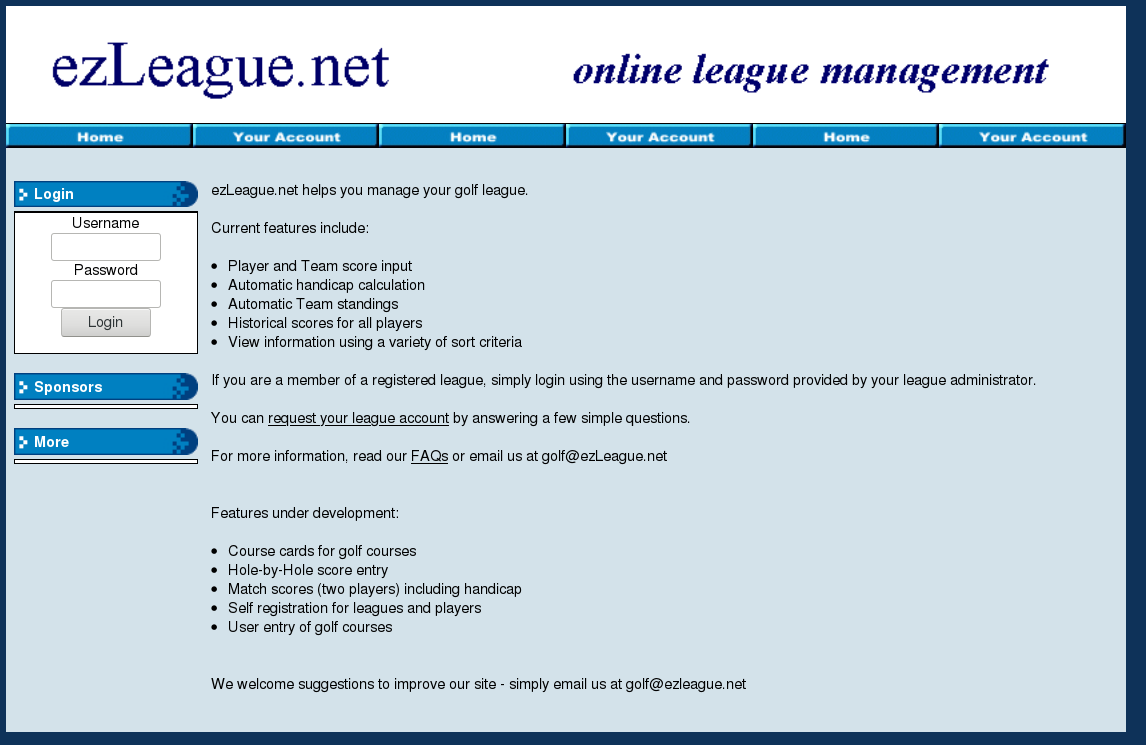 ezLeague.net
online league management
Home
Your Account
Home
Your Account
Home
Your Account
Login
Username
Password
Login
Sponsors
More
ezLeague.net helps you manage your golf league.
Current features include:
• Player and Team score input
• Automatic handicap calculation
• Automatic Team standings
• Historical scores for all players
• View information using a variety of sort criteria
If you are a member of a registered league, simply login using the username and password provided by your league administrator.
You can request your league account by answering a few simple questions.
For more information, read our FAQs or email us at golf@ezLeague.net
Features under development:
• Course cards for golf courses
• Hole-by-Hole score entry
• Match scores (two players) including handicap
• Self registration for leagues and players
• User entry of golf courses
We welcome suggestions to improve our site - simply email us at golf@ezleague.net